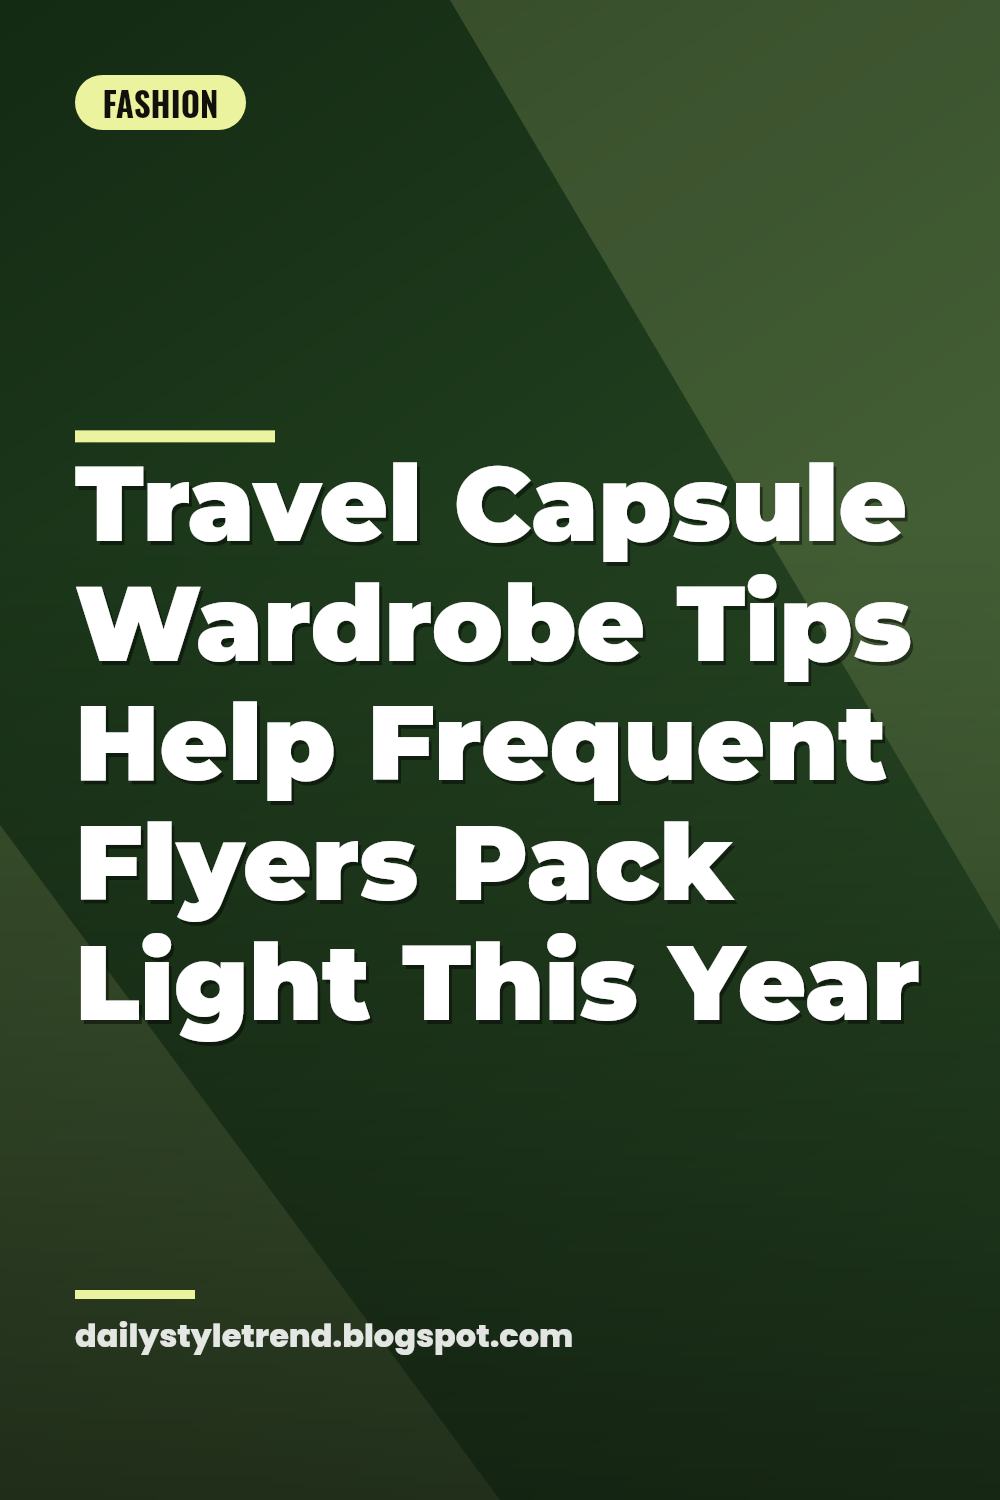 FASHION
Travel Capsule
Wardrobe Tips
Help Frequent
Flyers Pack
Light This Year
dailystyletrend.blogspot.com